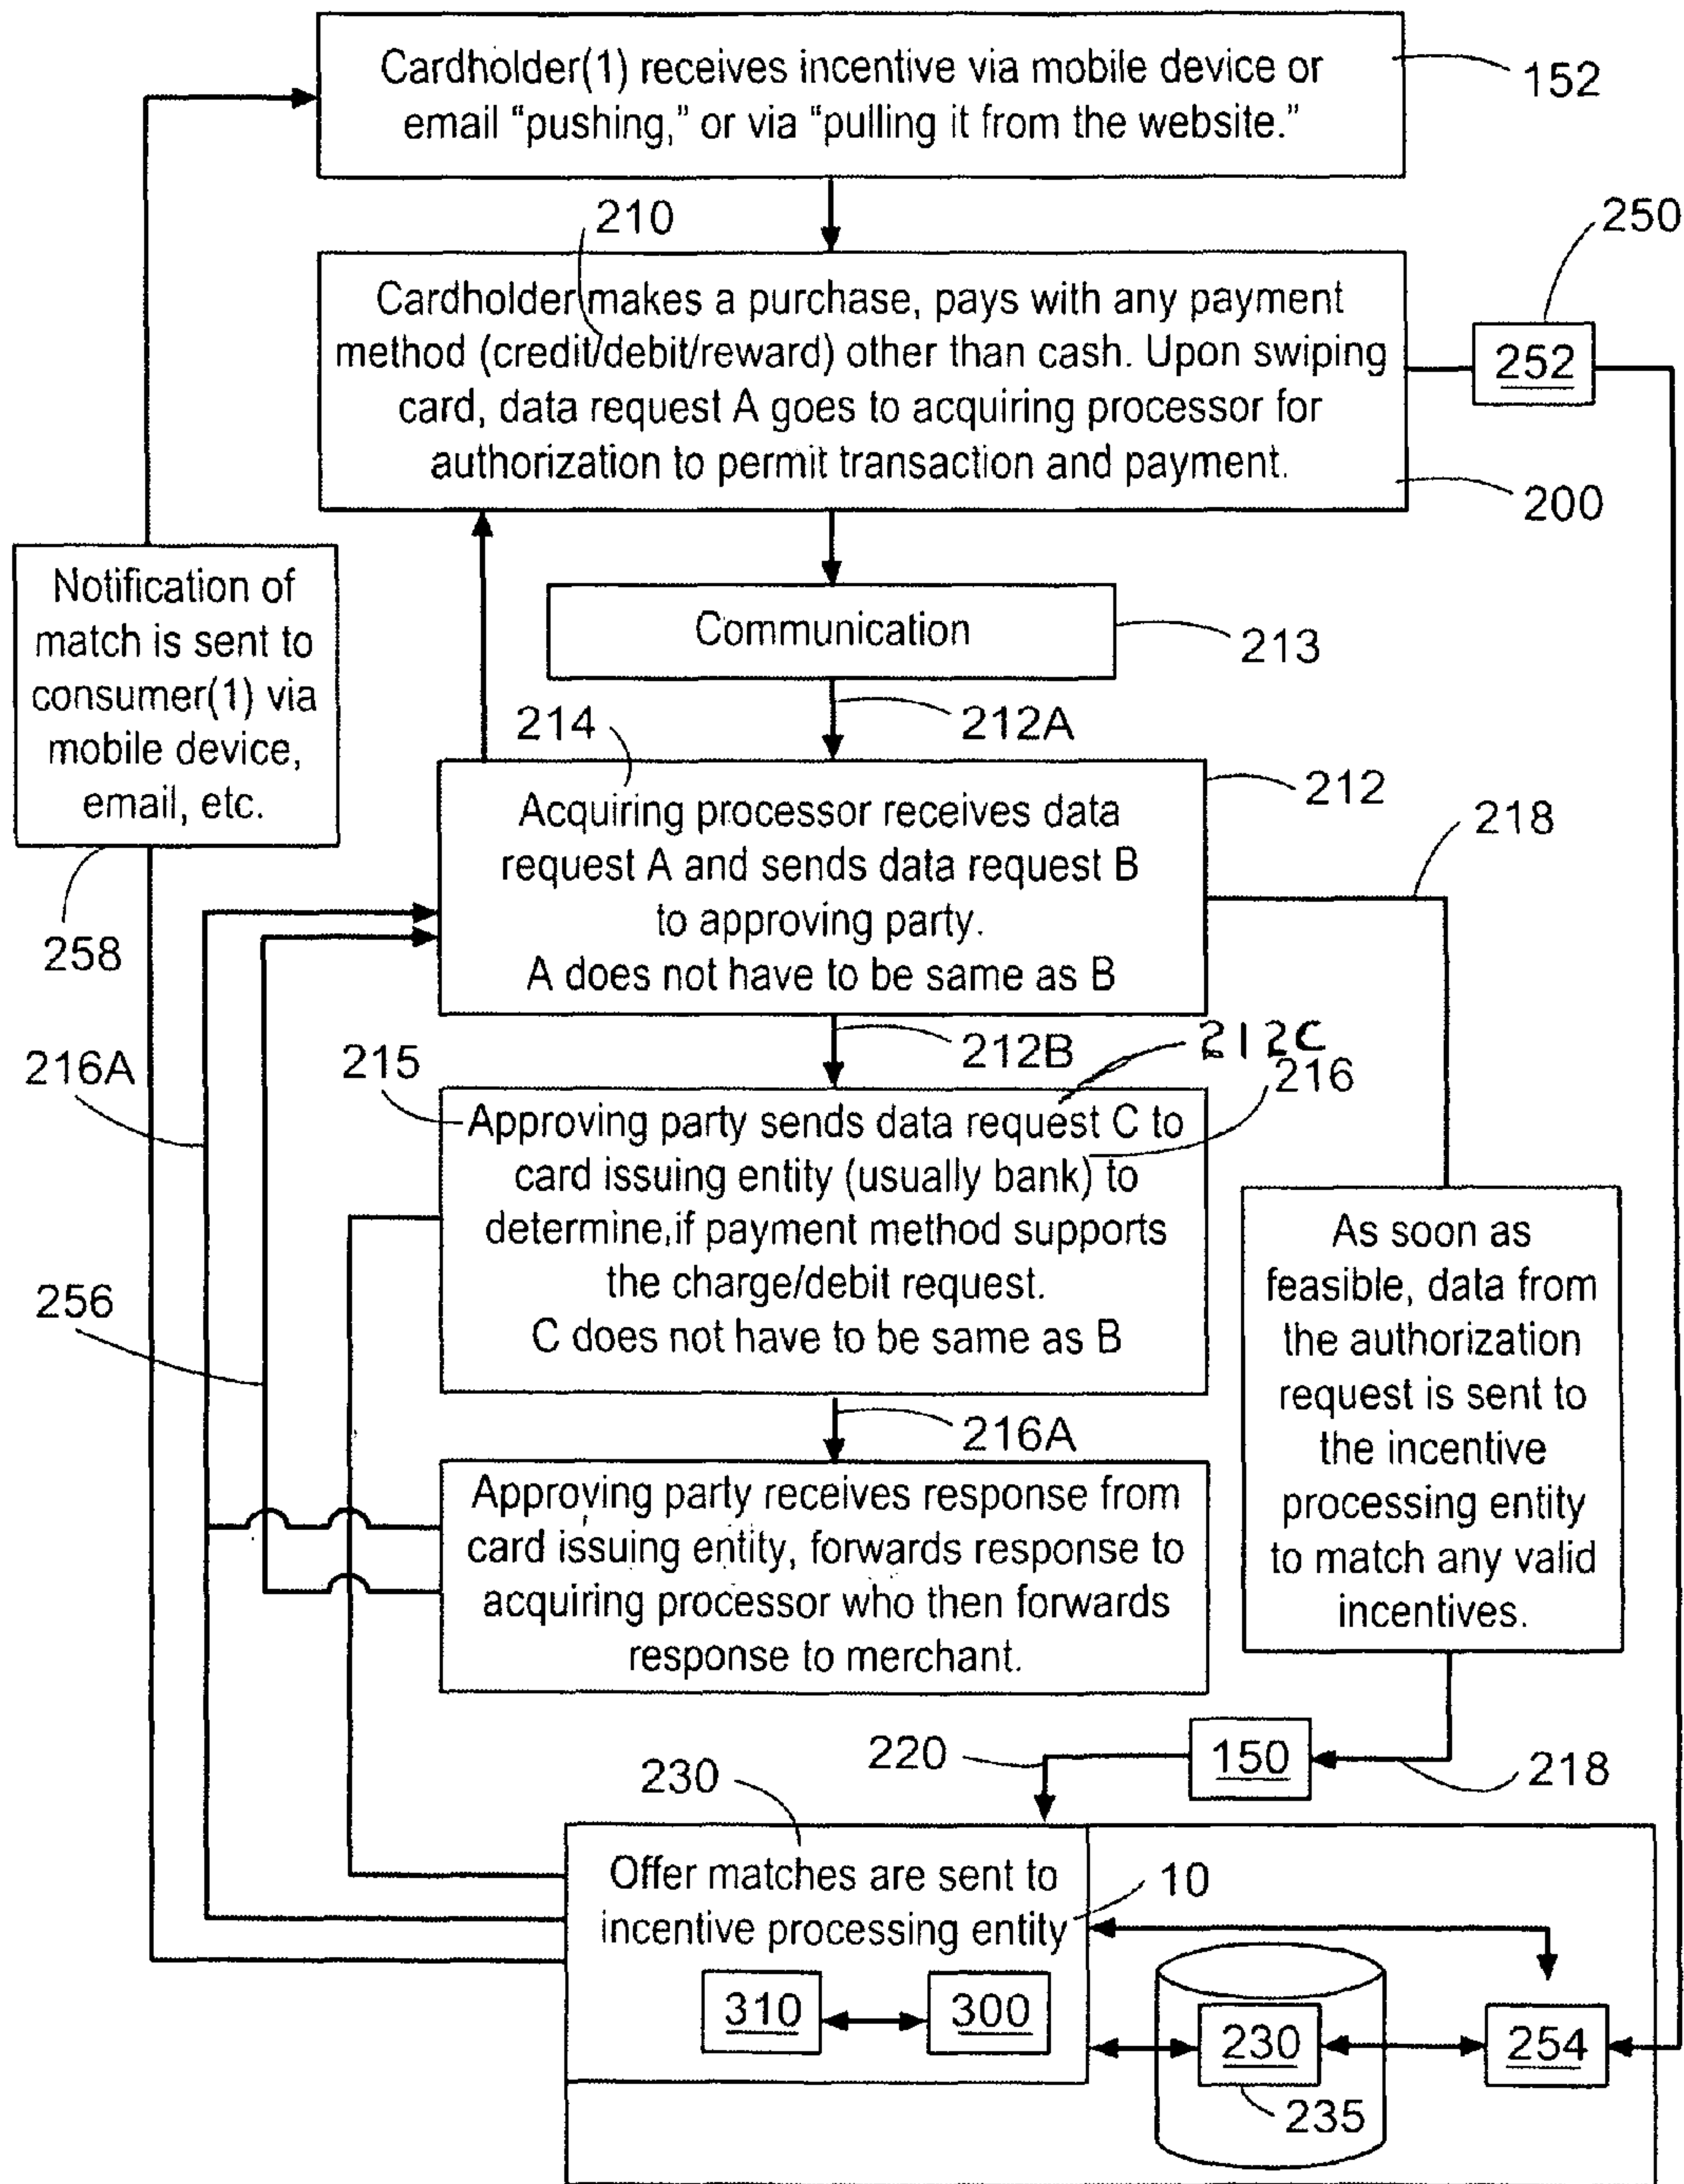 Cardholder(1) receives incentive via mobile device or
email “pushing,” or via “pulling it from the website.”
152
210
250
Cardholder makes a purchase, pays with any payment
method (credit/debit/reward) other than cash. Upon swiping
card, data request A goes to acquiring processor for
authorization to permit transaction and payment.
252
200
Notification of
match is sent to
consumer(1) via
mobile device,
email, etc.
258
Communication
213
212A
214
212
Acquiring processor receives data
request A and sends data request B
to approving party.
A does not have to be same as B
218
212B
212C
216
215
216A
Approving party sends data request C to
card issuing entity (usually bank) to
determine,if payment method supports
the charge/debit request.
C does not have to be same as B
256
As soon as
feasible, data from
the authorization
request is sent to
the incentive
processing entity
to match any valid
incentives.
216A
Approving party receives response from
card issuing entity, forwards response to
acquiring processor who then forwards
response to merchant.
220
150
218
230
Offer matches are sent to
incentive processing entity
10
310
300
230
254
235